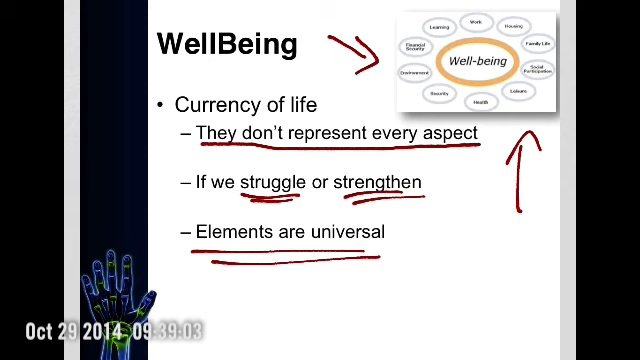 WellBeing
Work
Learning
Housing
Financial
Security
Family Life
Well-being
Environment
Social
Participation
Security
Leisure
Health
• Currency of life
– They don't represent every aspect
– If we struggle or strengthen
– Elements are universal
Oct 29 2014 09:39:03